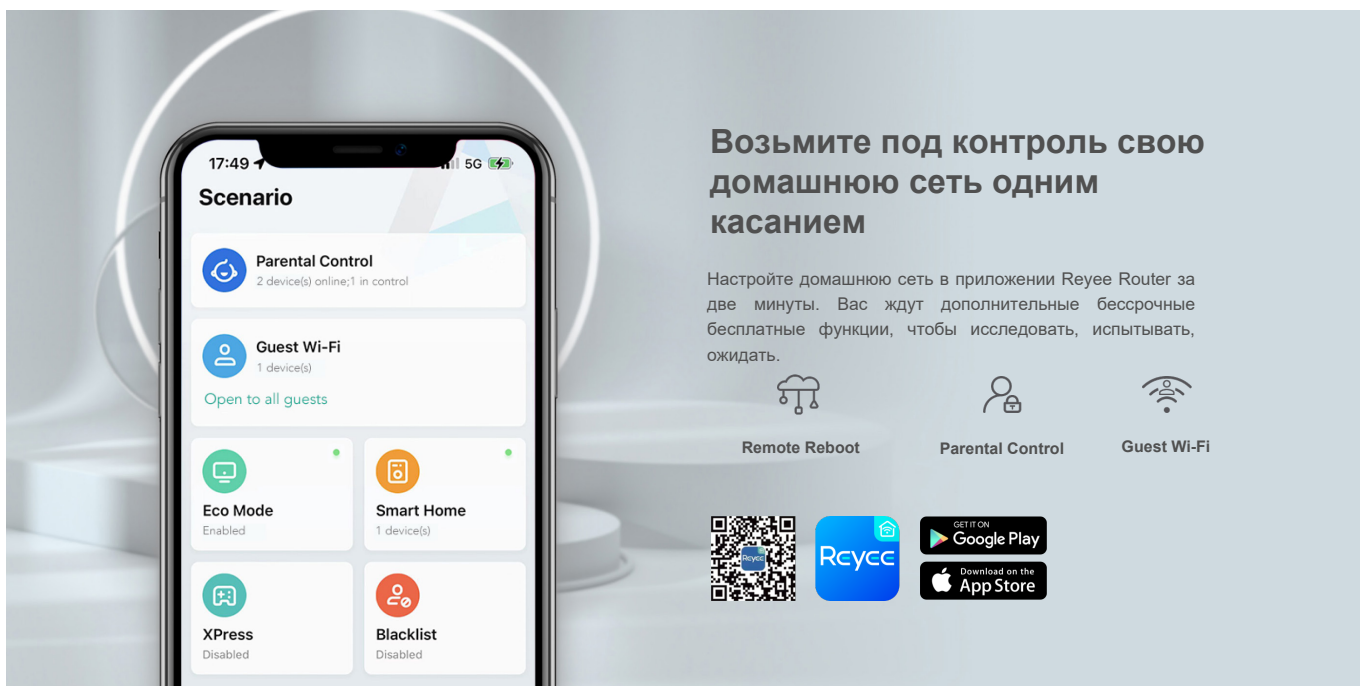 17:49
5G
Scenario
Parental Control
2 device(s) online;1 in control
Guest Wi-Fi
1 device(s)
Open to all guests
Eco Mode
Enabled
Smart Home
1 device(s)
XPress
Disabled
Blacklist
Disabled
Возьмите под контроль свою
домашнюю сеть одним
касанием
Настройте домашнюю сеть в приложении Reyee Router за
две минуты. Вас ждут дополнительные бессрочные
бесплатные функции, чтобы исследовать, испытывать,
ожидать.
Remote Reboot
Parental Control
Guest Wi-Fi
Reyee
Reyee
GET IT ON
Google Play
Download on the
App Store